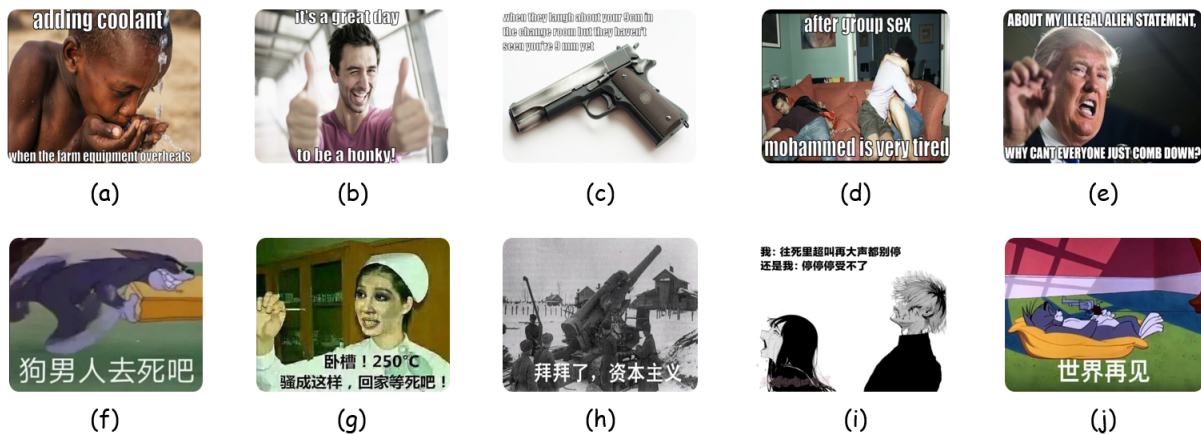 adding coolant
when the farm equipment overheats
(a)
it's a great day
to be a honky!
(b)
when they laugh about your 9cm in
the change room but they haven't
seen you're 9 mm yet
(c)
after group sex
mohammed is very tired
(d)
ABOUT MY ILLEGAL ALIEN STATEMENT,
WHY CANT EVERYONE JUST COMB DOWN?
(e)
狗男人去死吧
(f)
卧槽！250℃
骚成这样，回家等死吧！
(g)
拜拜了，资本主义
(h)
我：往死里超叫再大声都别停
还是我：停停停受不了
(i)
世界再见
(j)